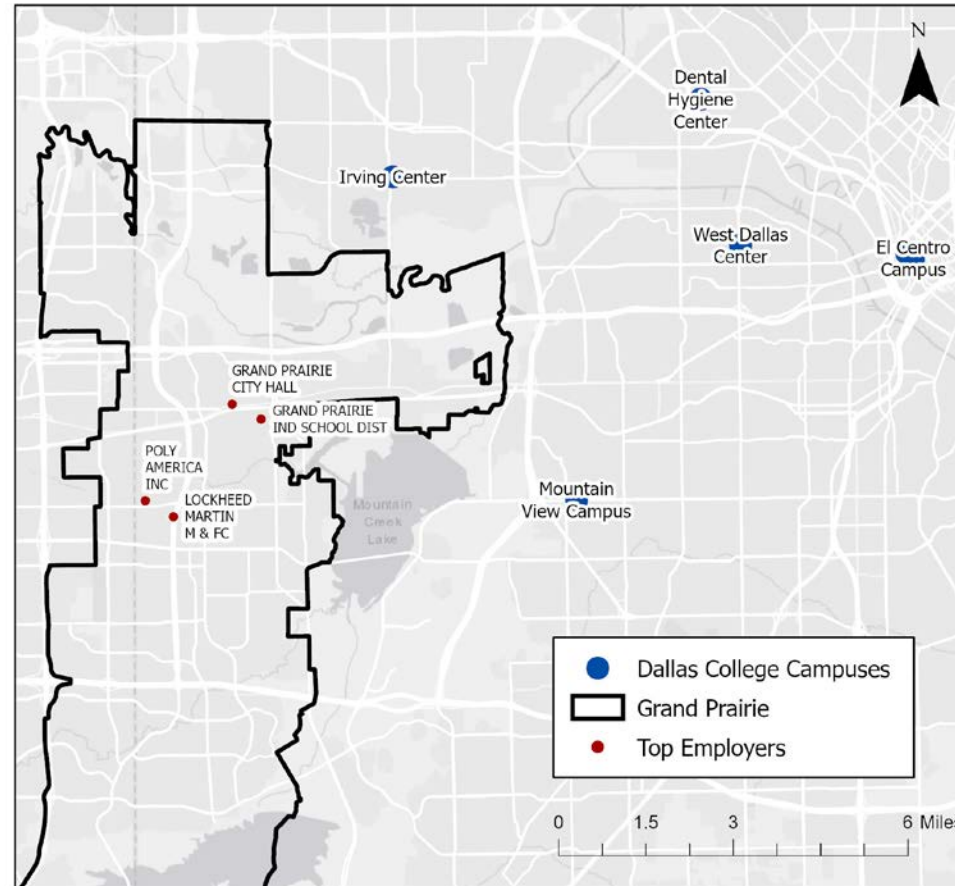 N
Dental
Hygiene
Center
Irving Center
West Dallas
Center
El Centro
Campus
GRAND PRAIRIE
CITY HALL
GRAND PRAIRIE
IND SCHOOL DIST
POLY
AMERICA
INC
LOCKHEED
MARTIN
M & FC
Mountain
Creek
Lake
Mountain
View Campus
Dallas College Campuses
Grand Prairie
Top Employers
0 1.5 3 6 Miles